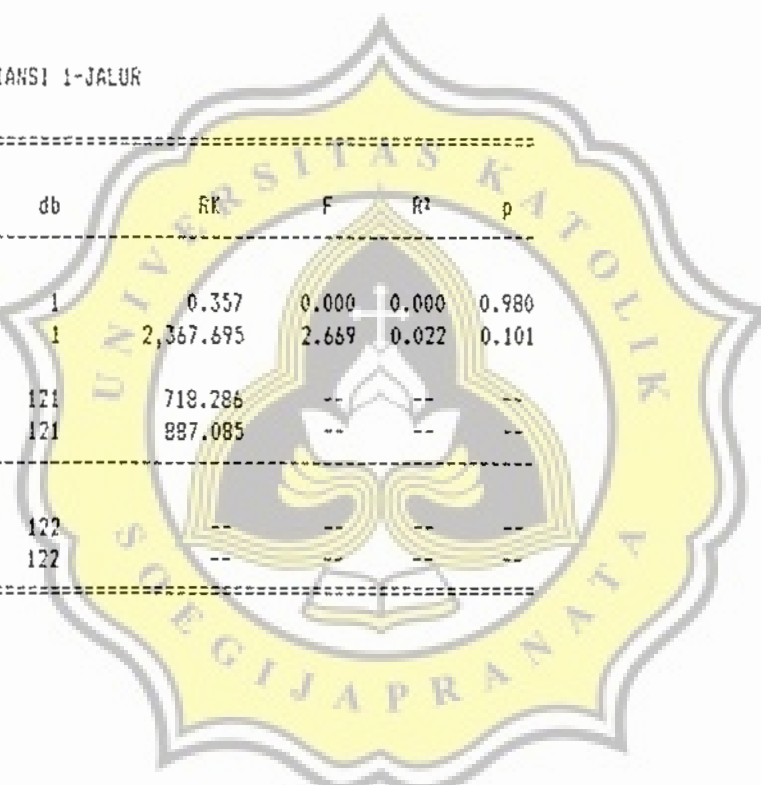 IANSI 1-JALUR
db RK F R² p
1 0.357 0.000 0.000 0.980
1 2,367.695 2.669 0.022 0.101
121 718.286 -- -- --
121 887.085 -- -- --
122 -- -- -- --
122 -- -- -- --
UNIVERSITAS KATOLIK
SOEGIJAPRANATA